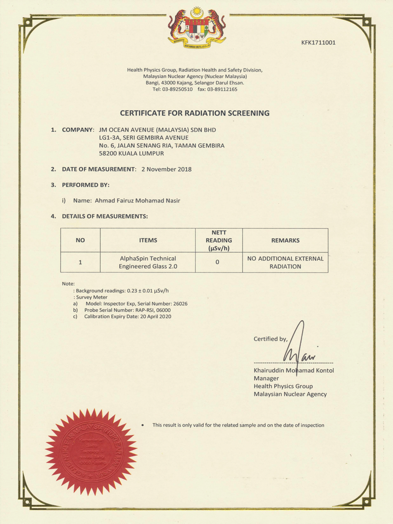 KFK1711001
Health Physics Group, Radiation Health and Safety Division,
Malaysian Nuclear Agency (Nuclear Malaysia)
Bangi, 43000 Kajang, Selangor Darul Ehsan.
Tel: 03-89250510 fax: 03-89112165
CERTIFICATE FOR RADIATION SCREENING
1. COMPANY: JM OCEAN AVENUE (MALAYSIA) SDN BHD
LG1-3A, SERI GEMBIRA AVENUE
No. 6, JALAN SENANG RIA, TAMAN GEMBIRA
58200 KUALA LUMPUR
2. DATE OF MEASUREMENT: 2 November 2018
3. PERFORMED BY:
i) Name: Ahmad Fairuz Mohamad Nasir
4. DETAILS OF MEASUREMENTS:
NO ITEMS NETT READING (µSv/h) REMARKS
1 AlphaSpin Technical Engineered Glass 2.0 0 NO ADDITIONAL EXTERNAL RADIATION
Note:
: Background readings: 0.23 ± 0.01 µSv/h
: Survey Meter
a) Model: Inspector Exp, Serial Number: 26026
b) Probe Serial Number: RAP-RSI, 06000
c) Calibration Expiry Date: 20 April 2020
Certified by,
Khairuddin Mohamad Kontol
Manager
Health Physics Group
Malaysian Nuclear Agency
• This result is only valid for the related sample and on the date of inspection